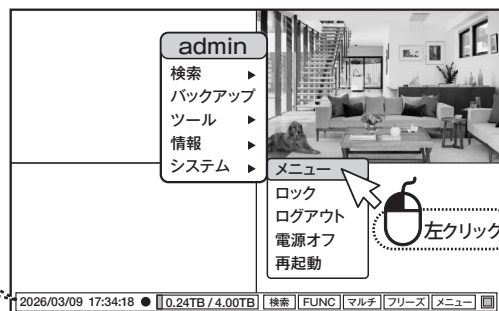 admin
検索
バックアップ
ツール
情報
システム
メニュー
ロック
ログアウト
電源オフ
再起動
左クリック
2026/03/09 17:34:18 0.24TB / 4.00TB 検索 FUNC マルチ フリーズ メニュー